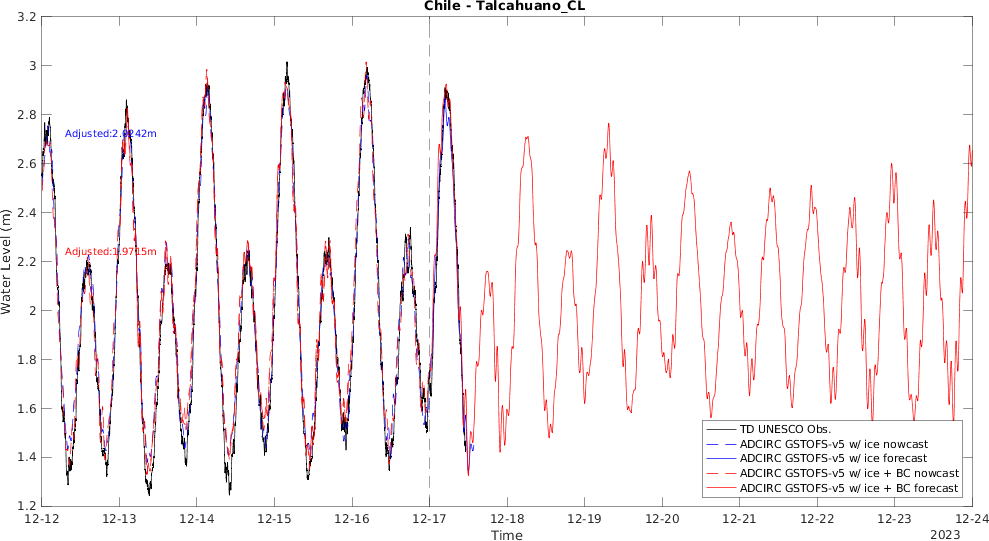 Chile - Talcahuano_CL
3.2
3
2.8
2.6
2.4
2.2
2
1.8
1.6
1.4
1.2
Water Level (m)
Adjusted:2.0242m
Adjusted:1.9715m
TD UNESCO Obs.
ADCIRC GSTOFS-v5 w/ ice nowcast
ADCIRC GSTOFS-v5 w/ ice forecast
ADCIRC GSTOFS-v5 w/ ice + BC nowcast
ADCIRC GSTOFS-v5 w/ ice + BC forecast
12-12 12-13 12-14 12-15 12-16 12-17 12-18 12-19 12-20 12-21 12-22 12-23 12-24
Time
2023